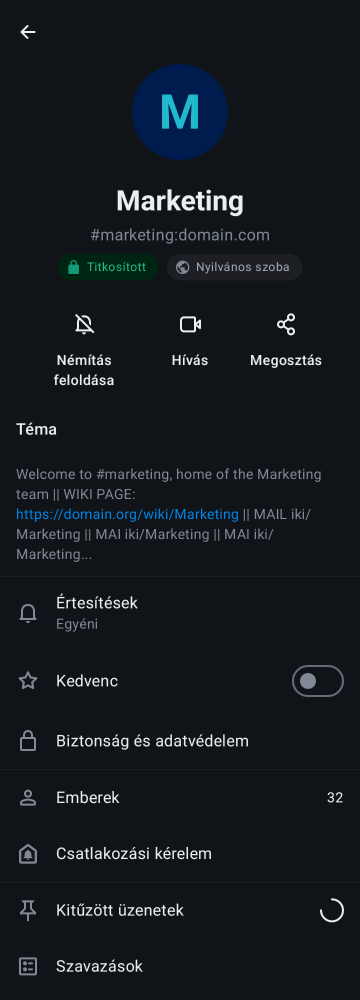 M
Marketing
#marketing:domain.com
Titkosított
Nyilvános szoba
Némítás
feloldása
Hívás
Megosztás
Téma
Welcome to #marketing, home of the Marketing
team || WIKI PAGE:
https://domain.org/wiki/Marketing || MAIL iki/
Marketing || MAI iki/Marketing || MAI iki/
Marketing...
Értesítések
Egyéni
Kedvenc
Biztonság és adatvédelem
Emberek
32
Csatlakozási kérelem
Kitűzött üzenetek
Szavazások